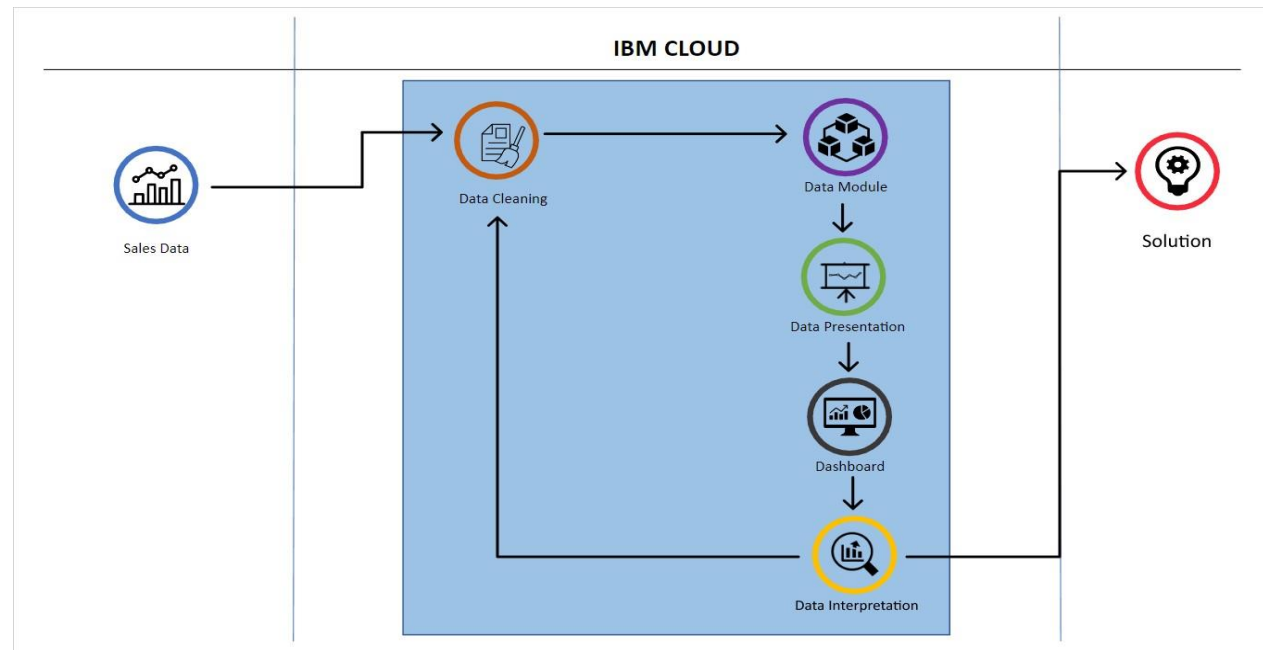 IBM CLOUD
Sales Data
Data Cleaning
Data Module
Data Presentation
Dashboard
Data Interpretation
Solution